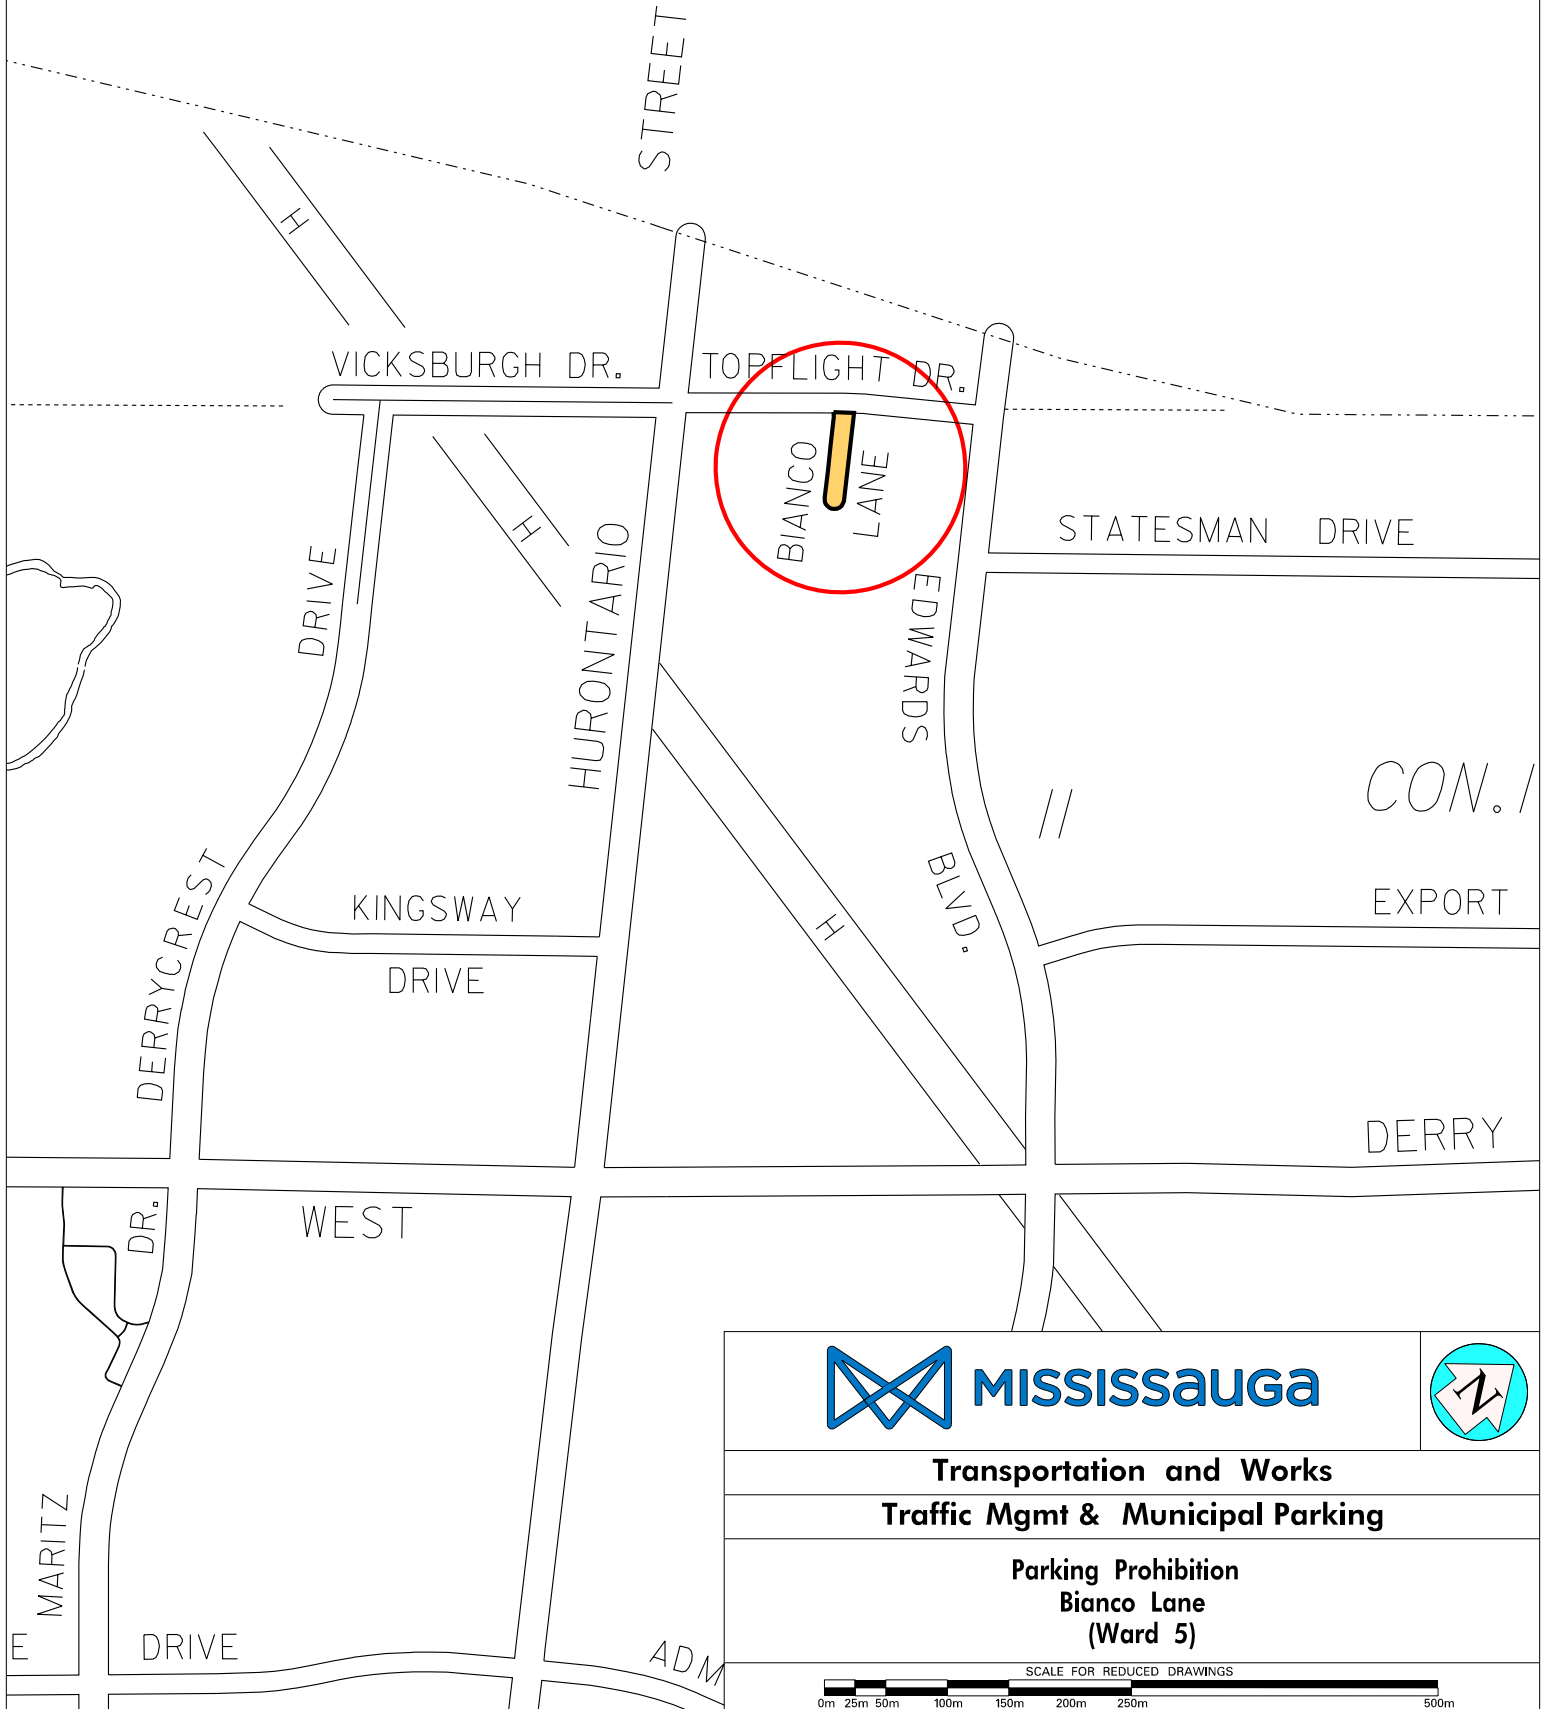 STREET
H
VICKSBURGH DR.
TOPFLIGHT DR.
BIANCO
LANE
H
STATESMAN DRIVE
DRIVE
HURONTARIO
EDWARDS
CON. I
II
BLVD.
EXPORT
KINGSWAY
DRIVE
H
DERRYCREST
DERRY
WEST
DR.
MISSISSauGa
N
Transportation and Works
Traffic Mgmt & Municipal Parking
Parking Prohibition
Bianco Lane
(Ward 5)
MARITZ
E DRIVE
ADM
SCALE FOR REDUCED DRAWINGS
0m 25m 50m 100m 150m 200m 250m 500m